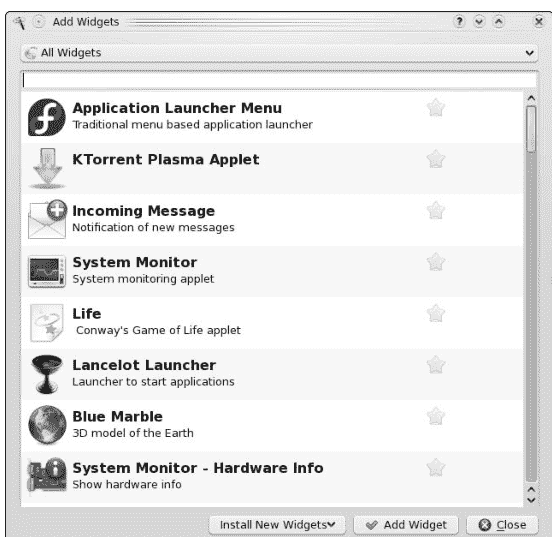 Add Widgets
All Widgets
Application Launcher Menu
Traditional menu based application launcher
KTorrent Plasma Applet
Incoming Message
Notification of new messages
System Monitor
System monitoring applet
Life
Conway's Game of Life applet
Lancelot Launcher
Launcher to start applications
Blue Marble
3D model of the Earth
System Monitor - Hardware Info
Show hardware info
Install New Widgets
Add Widget
Close